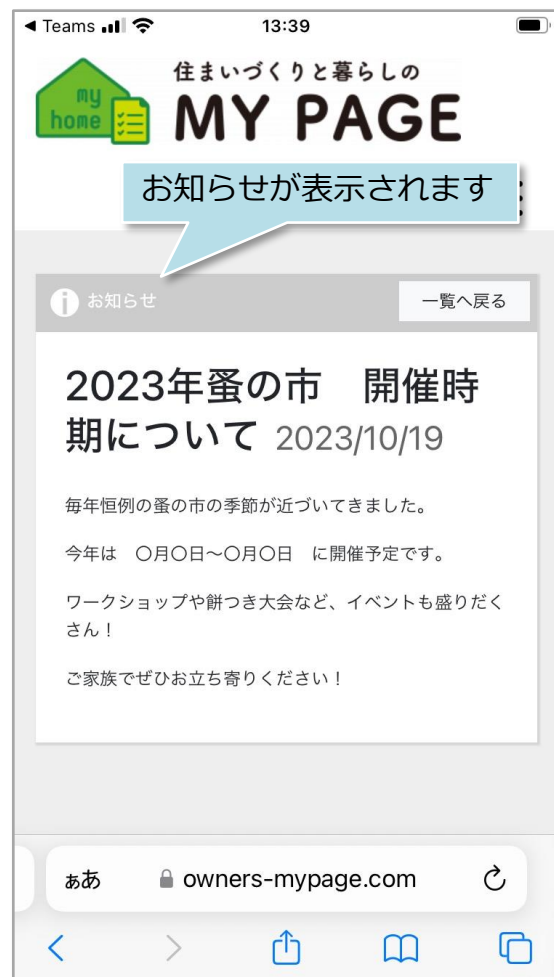 ◀ Teams
13:39
my
home
住まいづくりと暮らしの
MY PAGE
お知らせが表示されます
お知らせ
一覧へ戻る
2023年蚤の市　開催時
期について 2023/10/19
毎年恒例の蚤の市の季節が近づいてきました。
今年は　〇月〇日～〇月〇日　に開催予定です。
ワークショップや餅つき大会など、イベントも盛りだく
さん！
ご家族でぜひお立ち寄りください！
ぁあ
owners-mypage.com